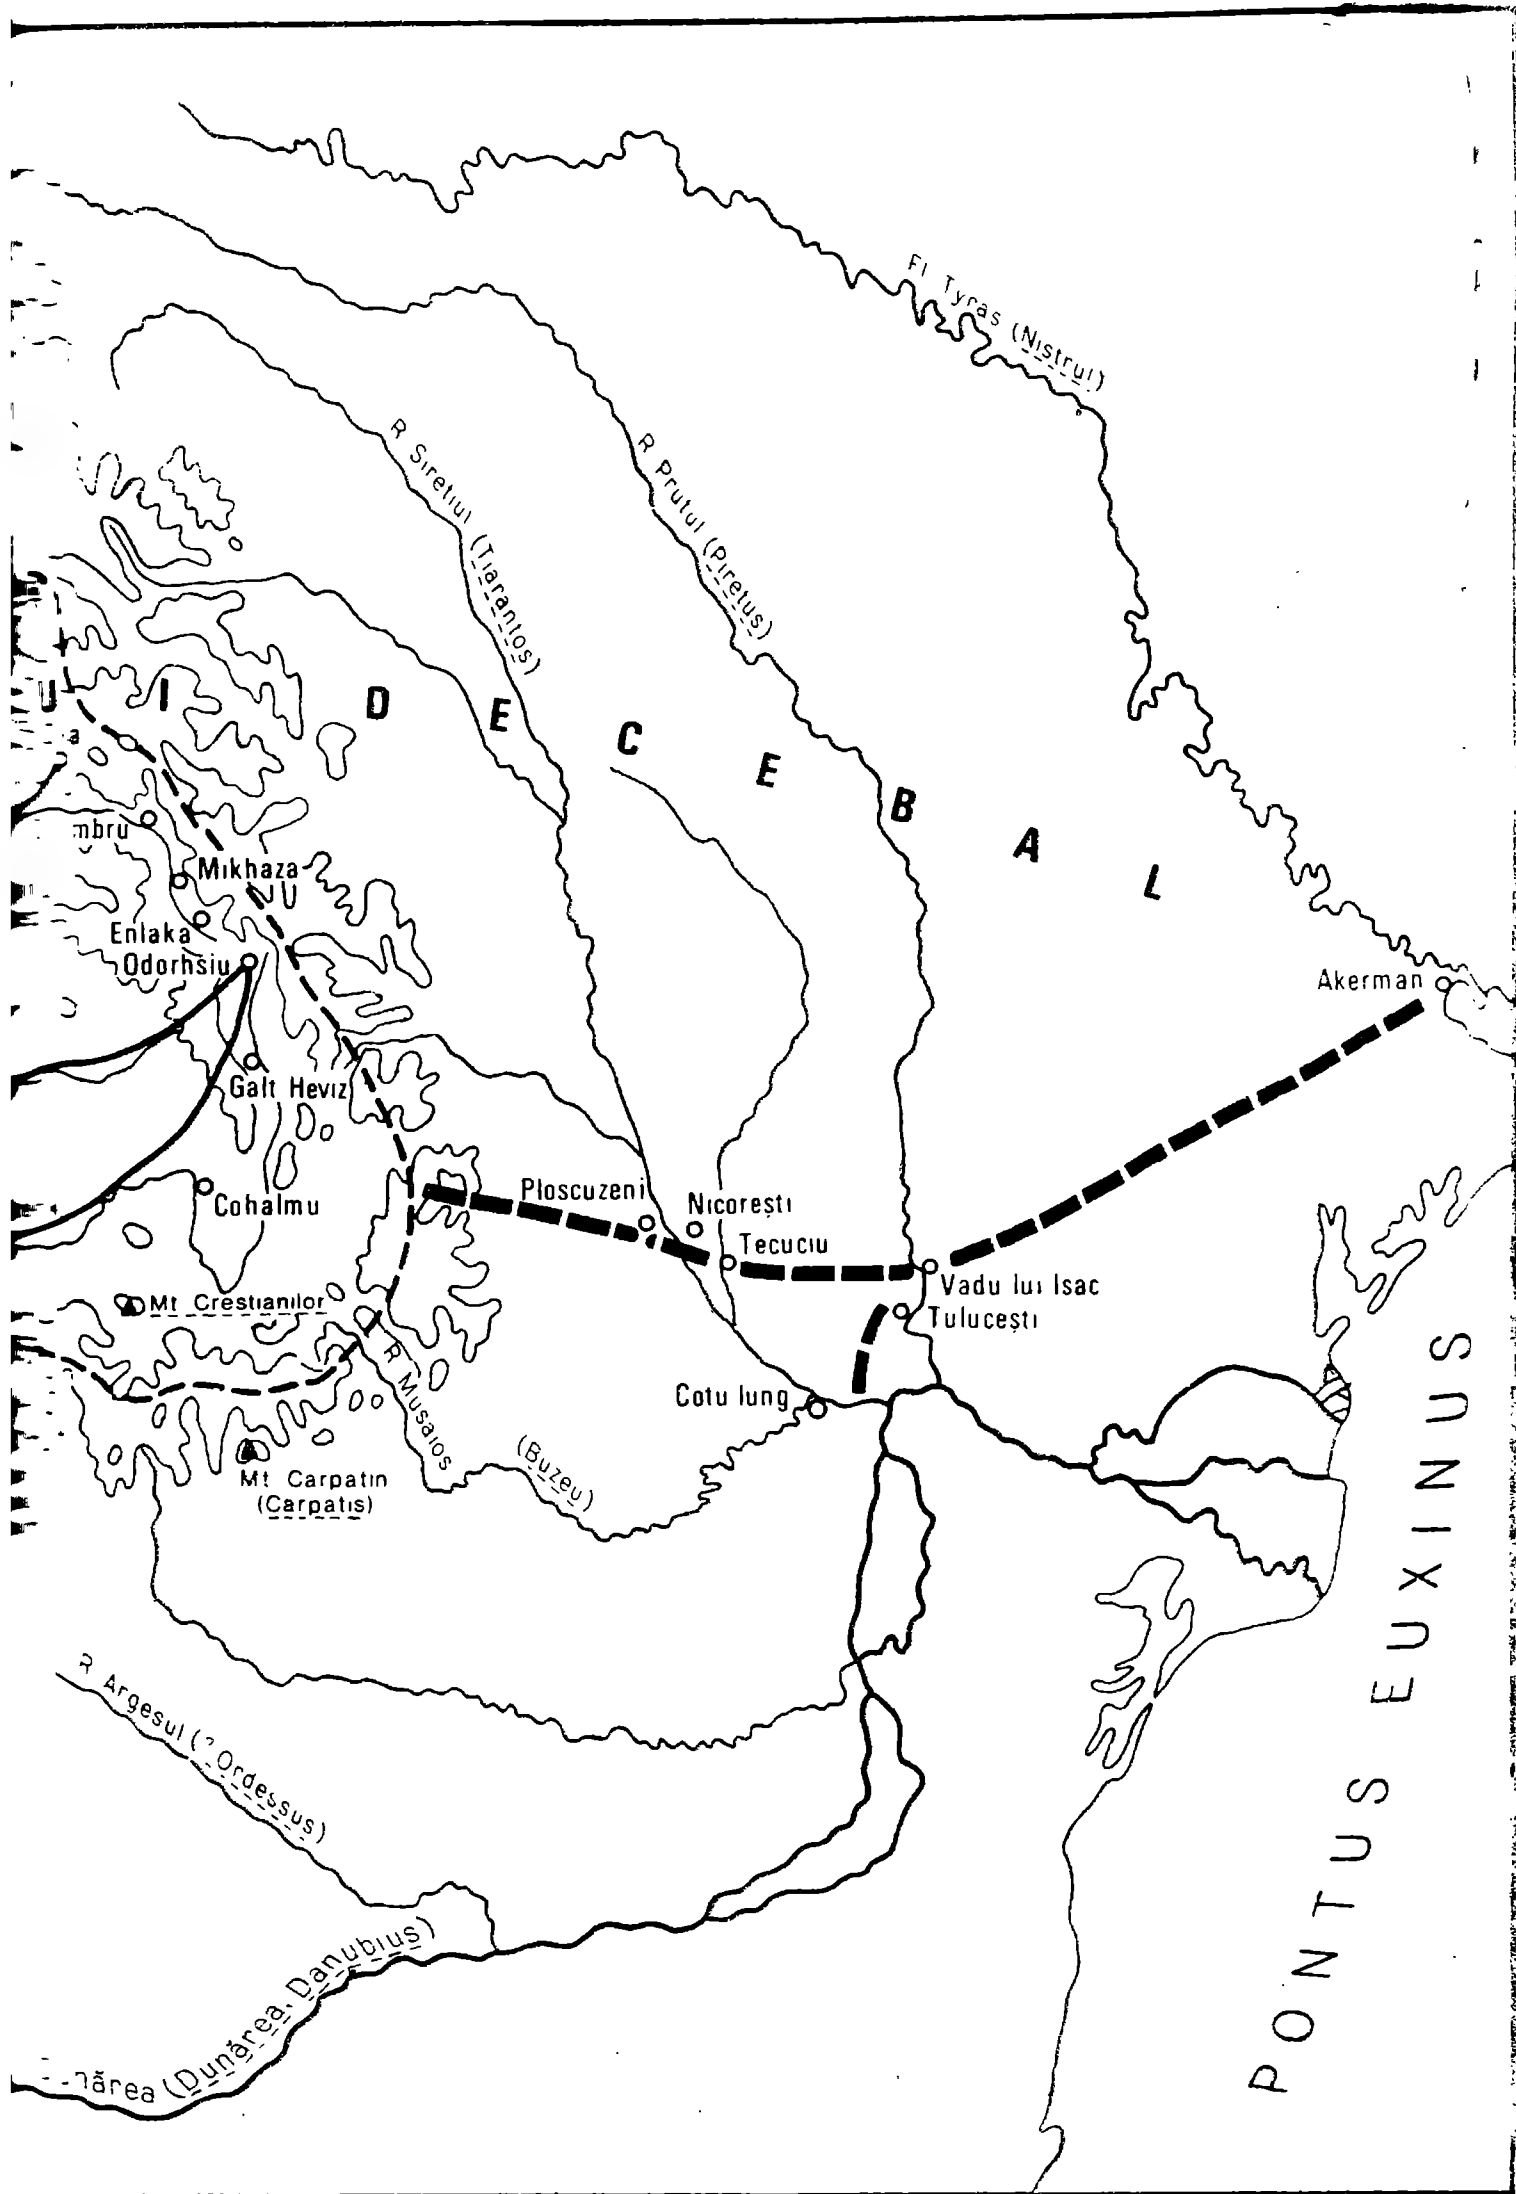 Fl Tyras (Nistrul)
R Siretiul (Tiarantos)
R Prutul (Piretus)
U I D E C E B A L
a
mbru
Mikhaza
Enlaka
Odorhsiu
Akerman
Galt Heviz
Ploscuzeni
Nicorești
Cohalmu
Tecuciu
Vadu lui Isac
Mt Crestianilor
Tulucești
R Musaios
Cotu lung
(Buzeu)
Mt Carpatin
(Carpatis)
PONTUS EUXINUS
R Argesul (?Ordessus)
nărea (Dunărea, Danubius)